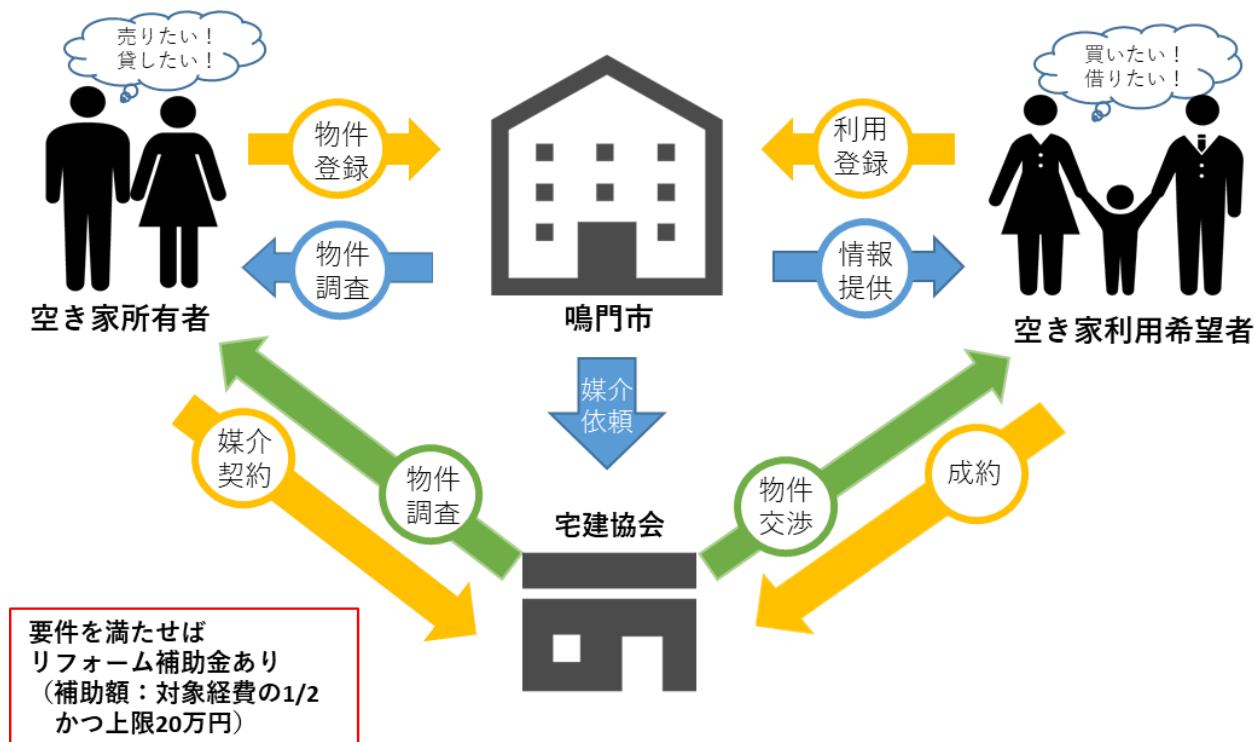 売りたい！
貸したい！
買いたい！
借りたい！
物件
登録
利用
登録
物件
調査
情報
提供
空き家所有者
鳴門市
空き家利用希望者
媒介
依頼
媒介
契約
物件
調査
物件
交渉
成約
宅建協会
要件を満たせば
リフォーム補助金あり
（補助額：対象経費の1/2
かつ上限20万円）